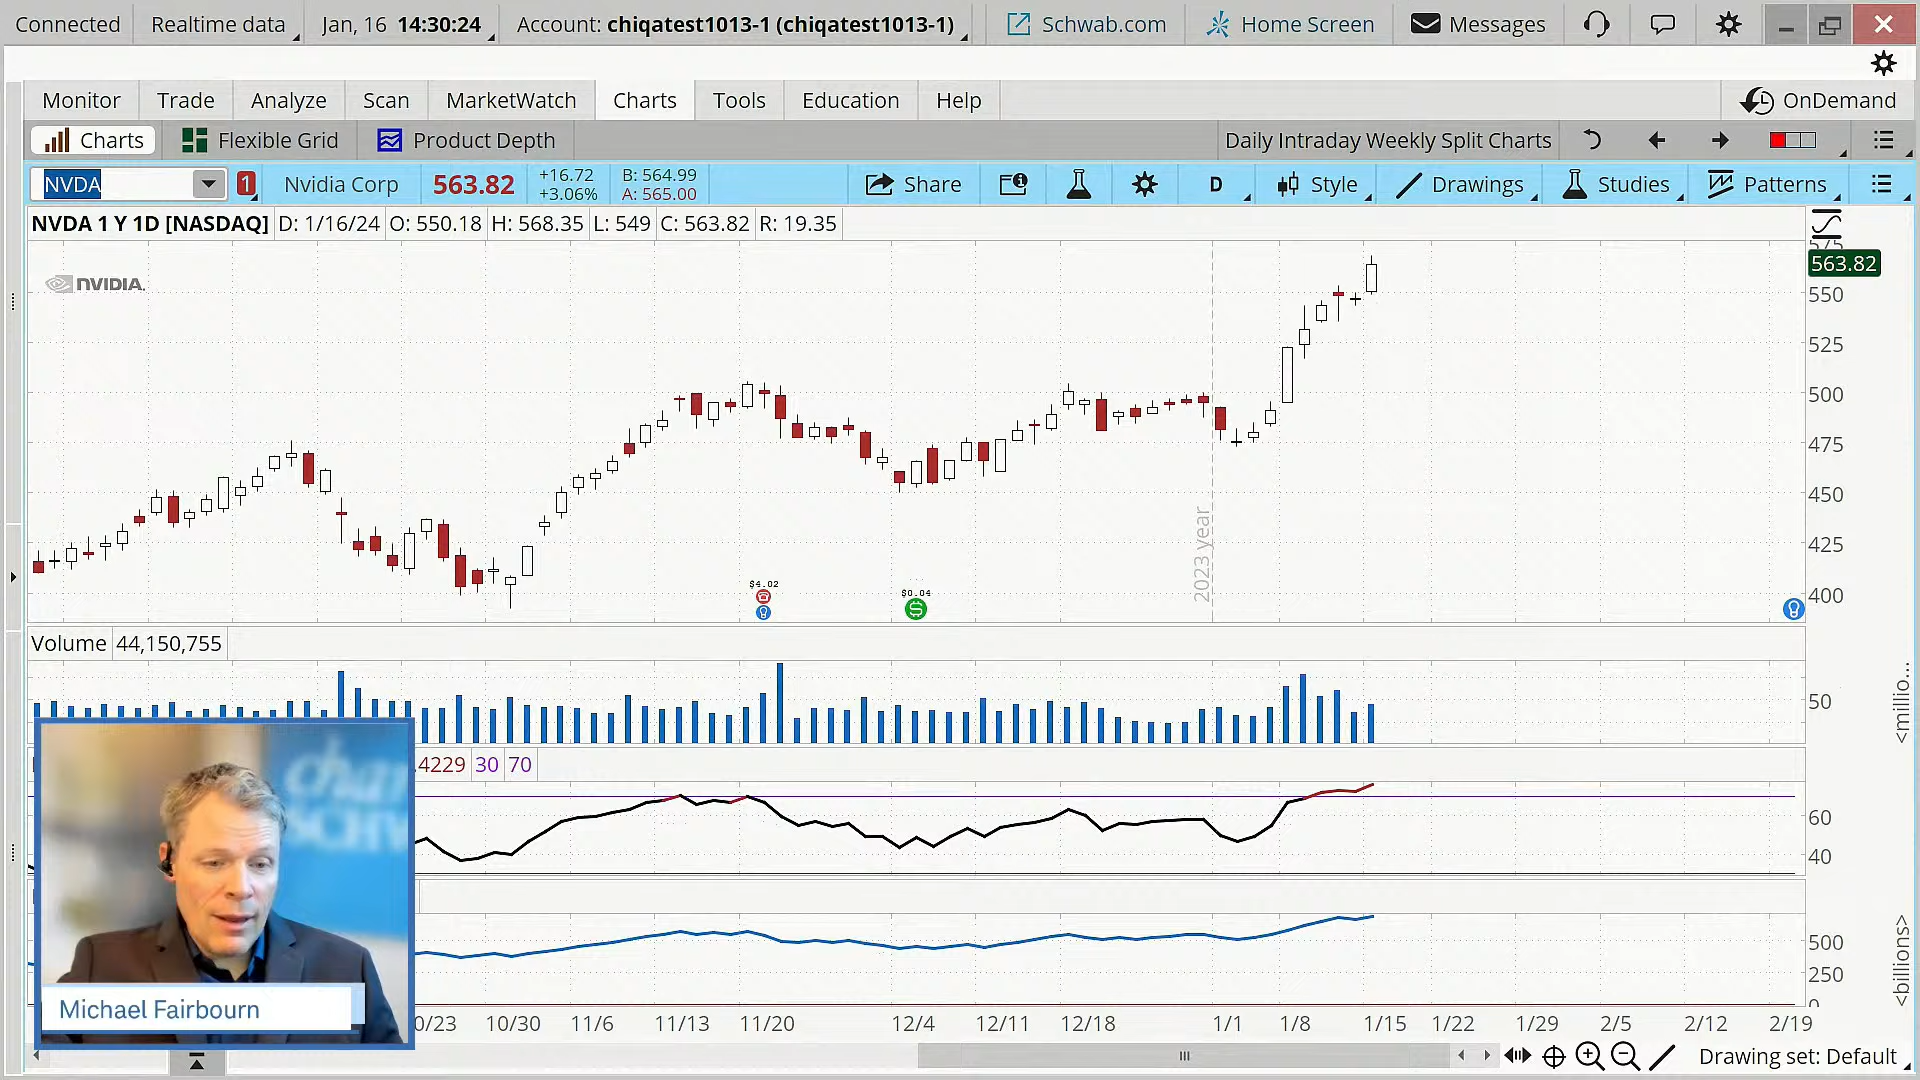 Connected Realtime data Jan, 16 14:30:24 Account: chiqatest1013-1 (chiqatest1013-1) Schwab.com Home Screen Messages
Monitor Trade Analyze Scan MarketWatch Charts Tools Education Help OnDemand
Charts Flexible Grid Product Depth Daily Intraday Weekly Split Charts
NVDA 1 Nvidia Corp 563.82 +16.72 B: 564.99 Share D Style Drawings Studies Patterns
+3.06% A: 565.00
NVDA 1 Y 1D [NASDAQ] D: 1/16/24 O: 550.18 H: 568.35 L: 549 C: 563.82 R: 19.35
575
563.82
NVIDIA.
550
525
500
475
450
425
400
2023 year
$4.02
$0.04
Volume 44,150,755
50
<millio...
.4229 30 70
60
40
500
250
0
<billions>
char
SCHW
Michael Fairbourn
0/23 10/30 11/6 11/13 11/20 12/4 12/11 12/18 1/1 1/8 1/15 1/22 1/29 2/5 2/12 2/19
Drawing set: Default